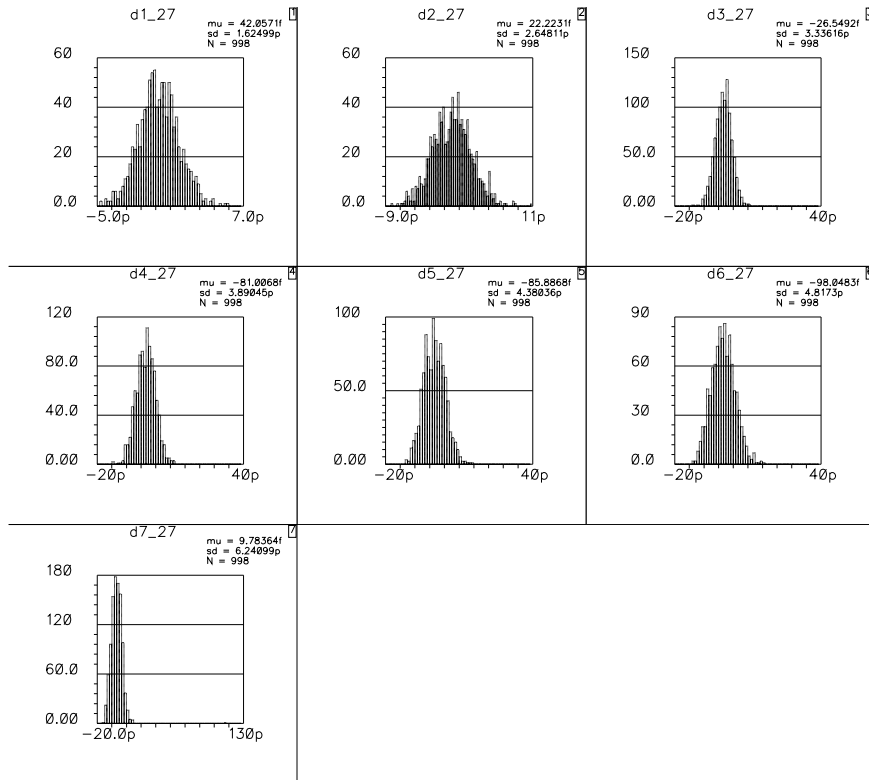 d1_27
1
mu = 42.0571f
sd = 1.62499p
N = 998
60
40
20
0.0
-5.0p
7.0p
d2_27
2
mu = 22.2231f
sd = 2.64811p
N = 998
60
40
20
0.0
-9.0p
11p
d3_27
mu = -26.5492f
sd = 3.33616p
N = 998
150
100
50.0
0.00
-20p
40p
d4_27
4
mu = -81.0068f
sd = 3.89045p
N = 998
120
80.0
40.0
0.00
-20p
40p
d5_27
5
mu = -85.8868f
sd = 4.38036p
N = 998
100
50.0
0.00
-20p
40p
d6_27
mu = -98.0483f
sd = 4.8173p
N = 998
90
60
30
0.00
-20p
40p
d7_27
7
mu = 9.78364f
sd = 6.24099p
N = 998
180
120
60.0
0.00
-20.0p
130p